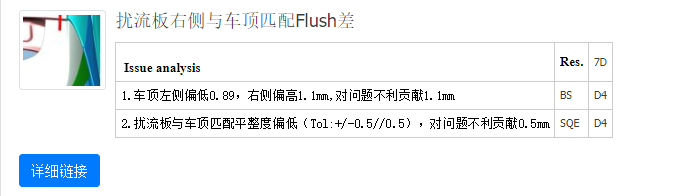 扰流板右侧与车顶匹配Flush差
Issue analysis Res. 7D
1.车顶左侧偏低0.89，右侧偏高1.1mm,对问题不利贡献1.1mm BS D4
2.扰流板与车顶匹配平整度偏低（Tol:+/-0.5//0.5），对问题不利贡献0.5mm SQE D4
详细链接